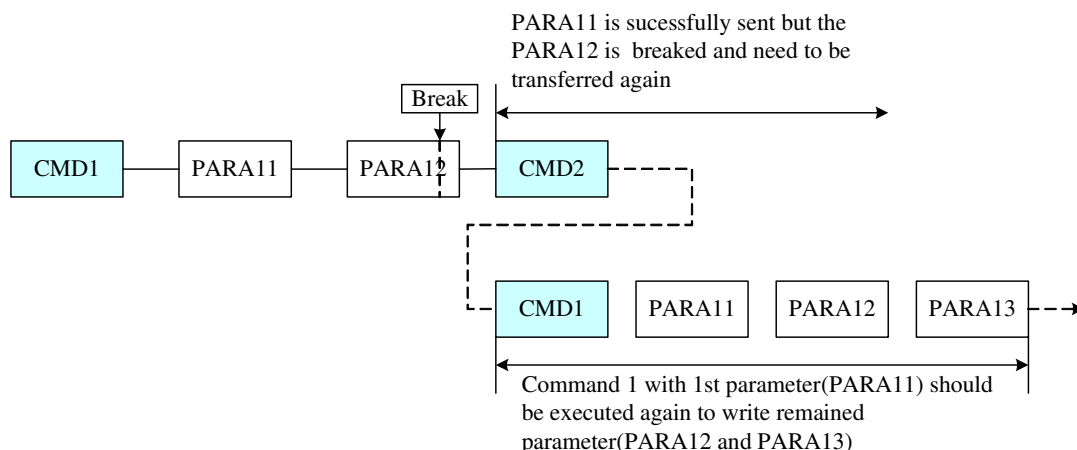 PARA11 is sucessfully sent but the
PARA12 is breaked and need to be
transferred again
Break
CMD1
PARA11
PARA12
CMD2
CMD1
PARA11
PARA12
PARA13
Command 1 with 1st parameter(PARA11) should
be executed again to write remained
parameter(PARA12 and PARA13)